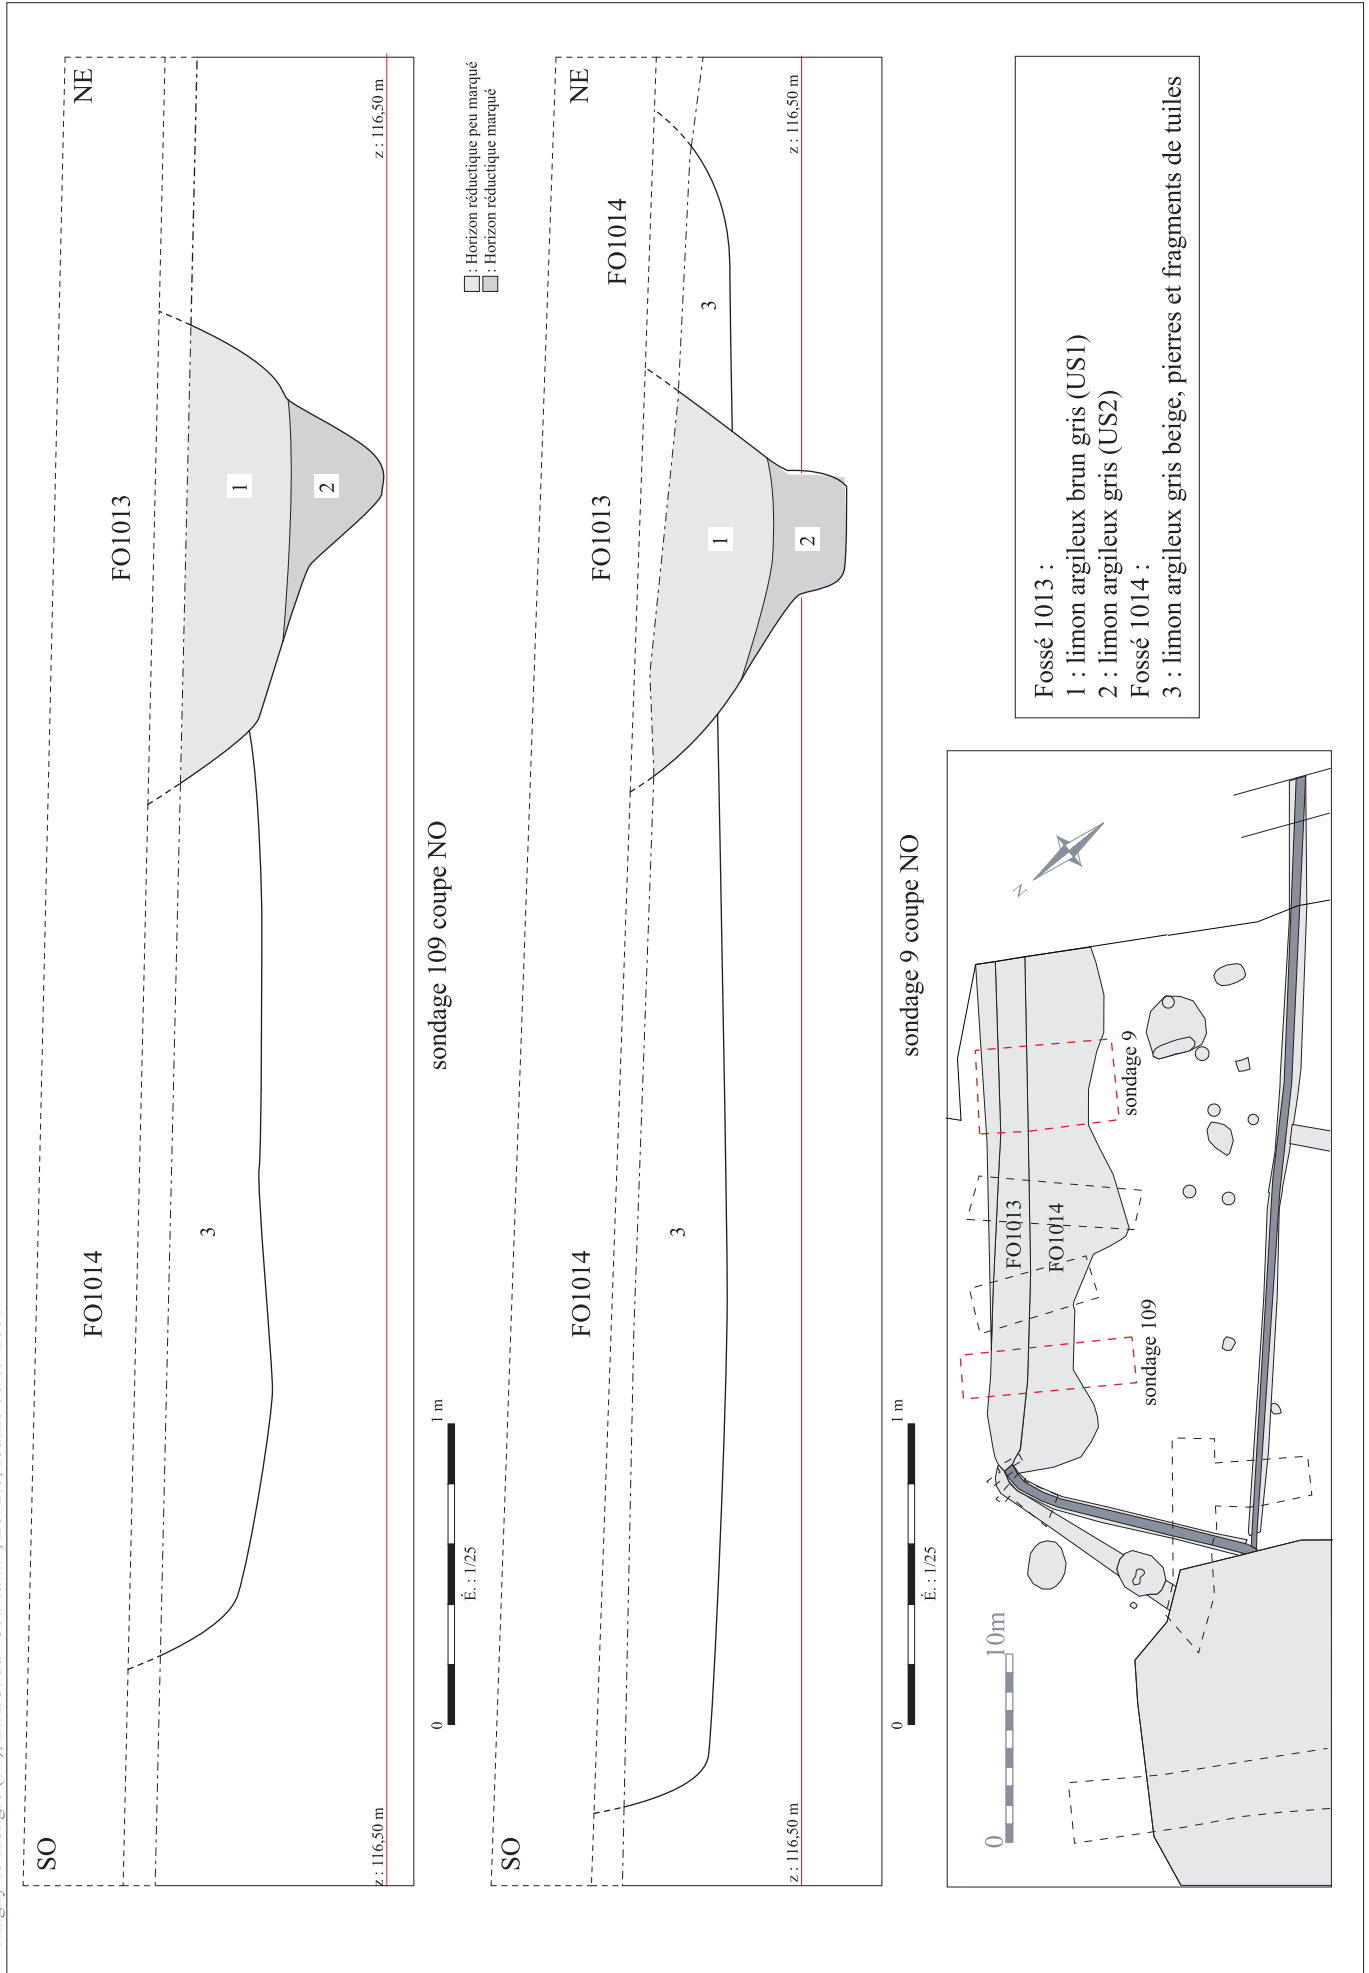 SO
NE
FO1014
FO1013
3
1
2
z : 116,50 m
z : 116,50 m
sondage 109 coupe NO
0
1 m
É. : 1/25
: Horizon réductique peu marqué
: Horizon réductique marqué
SO
NE
FO1014
FO1013
FO1014
3
1
2
3
z : 116,50 m
z : 116,50 m
sondage 9 coupe NO
0
1 m
É. : 1/25
0
10m
N
FO1013
FO1014
sondage 109
sondage 9
Fossé 1013 :
1 : limon argileux brun gris (US1)
2 : limon argileux gris (US2)
Fossé 1014 :
3 : limon argileux gris beige, pierres et fragments de tuiles